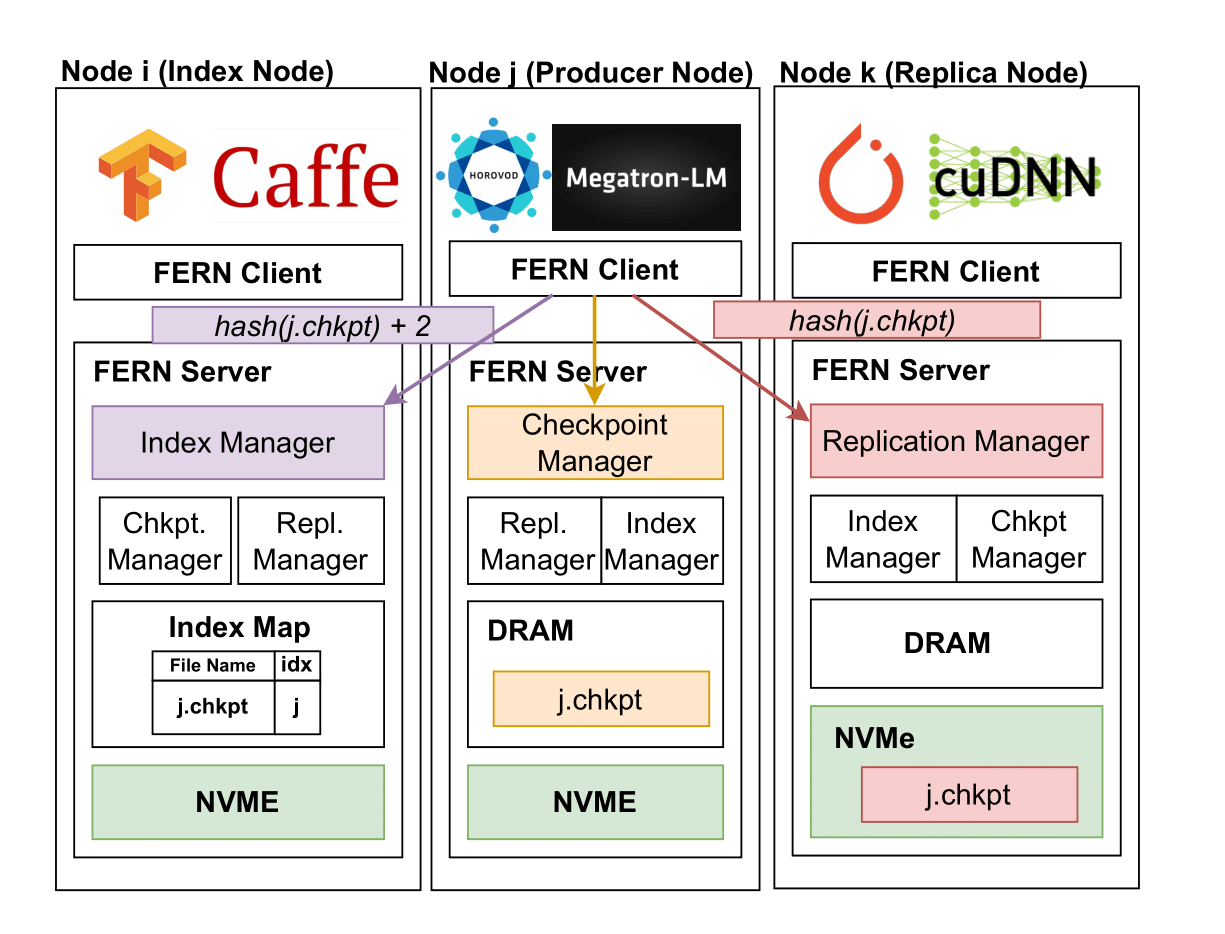 Node i (Index Node)
Caffe
FERN Client
hash(j.chkpt) + 2
FERN Server
Index Manager
Chkpt.
Manager
Repl.
Manager
Index Map
File Name idx
j.chkpt j
NVME
Node j (Producer Node)
HOROVOD
Megatron-LM
FERN Client
FERN Server
Checkpoint
Manager
Repl.
Manager
Index
Manager
DRAM
j.chkpt
NVME
Node k (Replica Node)
cuDNN
FERN Client
hash(j.chkpt)
FERN Server
Replication Manager
Index
Manager
Chkpt
Manager
DRAM
NVMe
j.chkpt